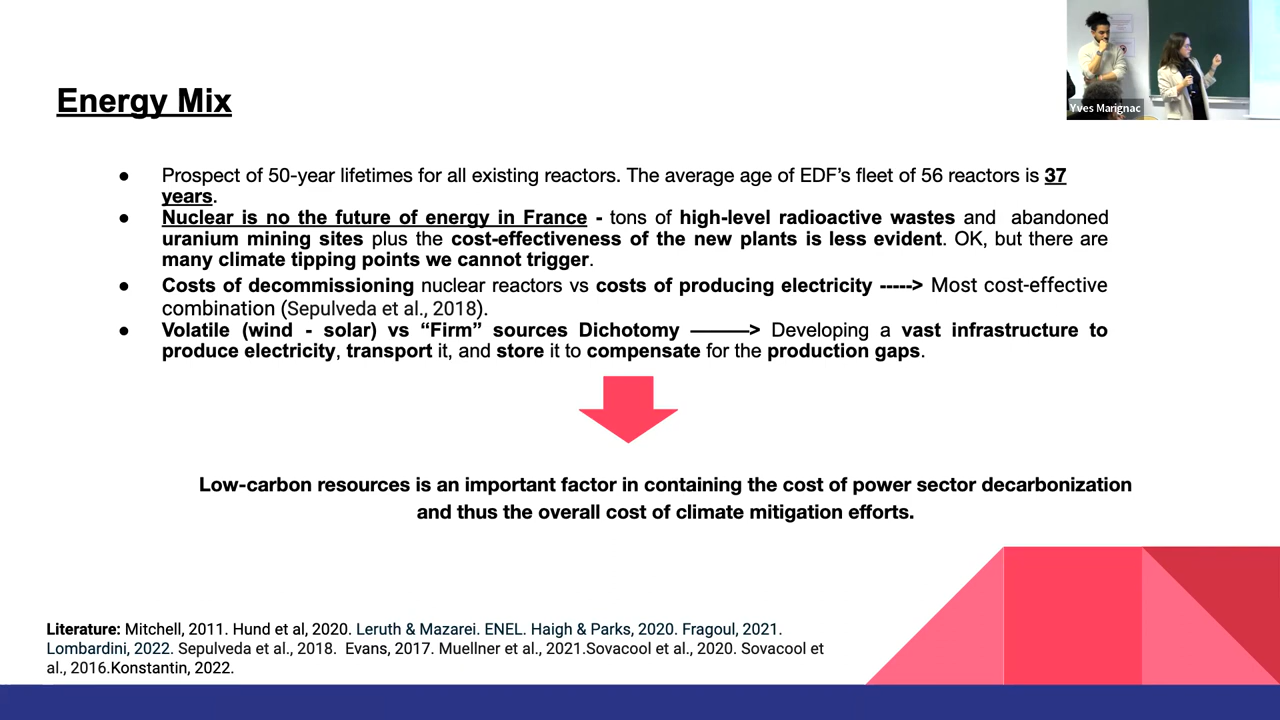 Yves Marignac
Energy Mix
● Prospect of 50-year lifetimes for all existing reactors. The average age of EDF’s fleet of 56 reactors is 37
years.
● Nuclear is no the future of energy in France - tons of high-level radioactive wastes and abandoned
uranium mining sites plus the cost-effectiveness of the new plants is less evident. OK, but there are
many climate tipping points we cannot trigger.
● Costs of decommissioning nuclear reactors vs costs of producing electricity -----> Most cost-effective
combination (Sepulveda et al., 2018).
● Volatile (wind - solar) vs “Firm” sources Dichotomy ———> Developing a vast infrastructure to
produce electricity, transport it, and store it to compensate for the production gaps.
Low-carbon resources is an important factor in containing the cost of power sector decarbonization
and thus the overall cost of climate mitigation efforts.
Literature: Mitchell, 2011. Hund et al, 2020. Leruth & Mazarei. ENEL. Haigh & Parks, 2020. Fragoul, 2021.
Lombardini, 2022. Sepulveda et al., 2018. Evans, 2017. Muellner et al., 2021.Sovacool et al., 2020. Sovacool et
al., 2016.Konstantin, 2022.